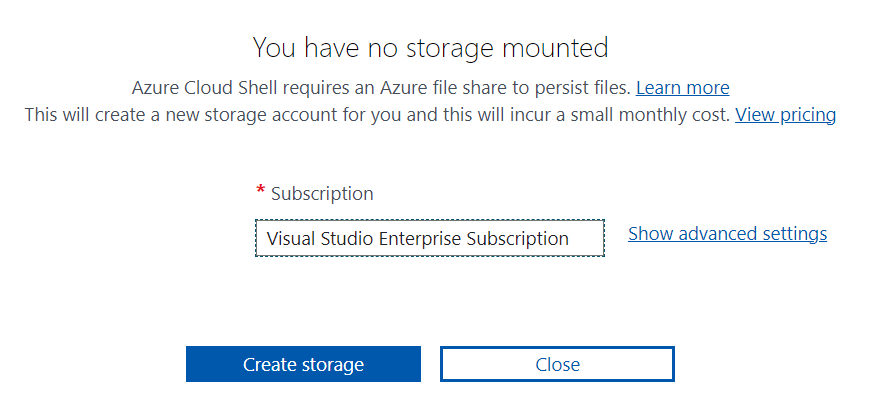 You have no storage mounted
Azure Cloud Shell requires an Azure file share to persist files. Learn more
This will create a new storage account for you and this will incur a small monthly cost. View pricing
* Subscription
Visual Studio Enterprise Subscription
Show advanced settings
Create storage
Close